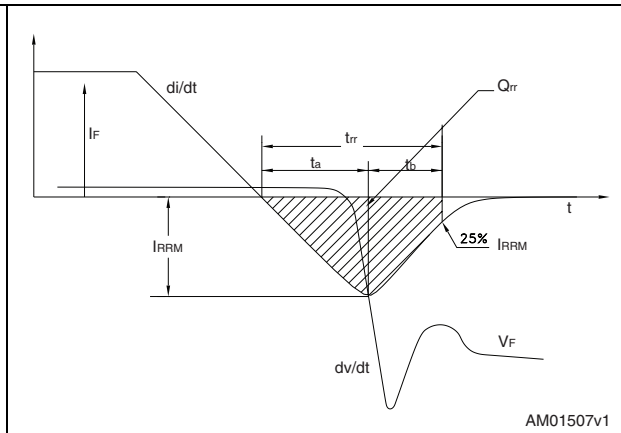 di/dt
Qrr
IF
trr
ta
tb
t
IRRM
25% IRRM
VF
dv/dt
AM01507v1